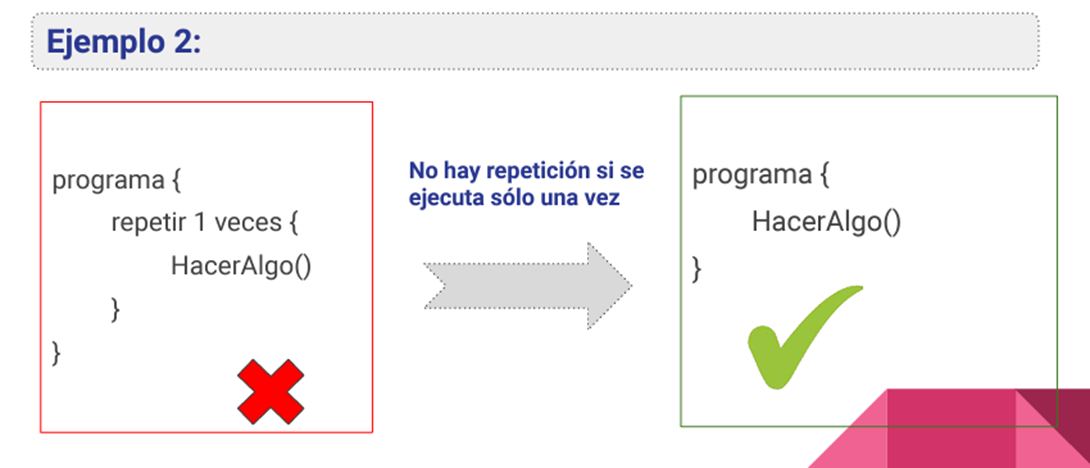 Ejemplo 2:
programa {
repetir 1 veces {
HacerAlgo()
}
}
No hay repetición si se
ejecuta sólo una vez
programa {
HacerAlgo()
}